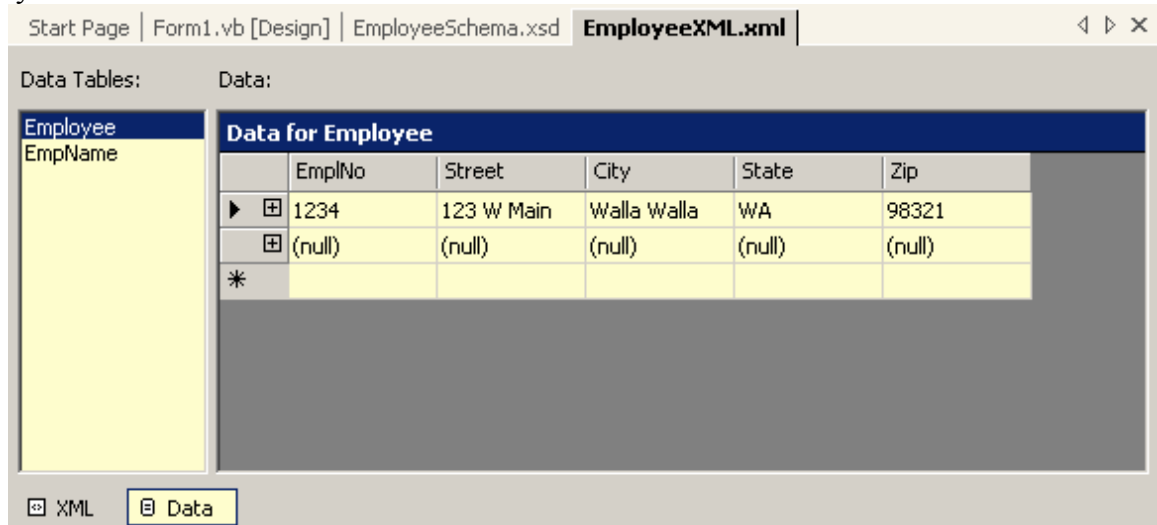 Start Page | Form1.vb [Design] | EmployeeSchema.xsd EmployeeXML.xml
Data Tables: Data:
Employee
EmpName
Data for Employee
EmplNo Street City State Zip
1234 123 W Main Walla Walla WA 98321
(null) (null) (null) (null) (null)
XML Data